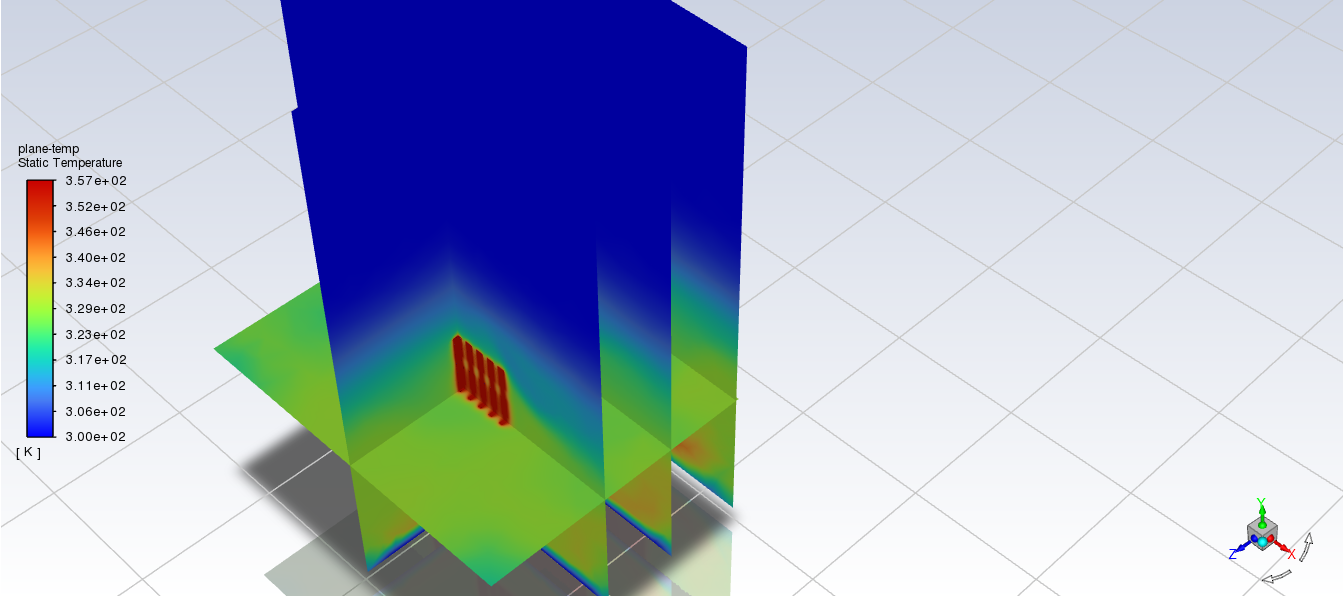 plane-temp
Static Temperature
3.57e+02
3.52e+02
3.46e+02
3.40e+02
3.34e+02
3.29e+02
3.23e+02
3.17e+02
3.11e+02
3.06e+02
3.00e+02
[ K ]
Y
Z
X